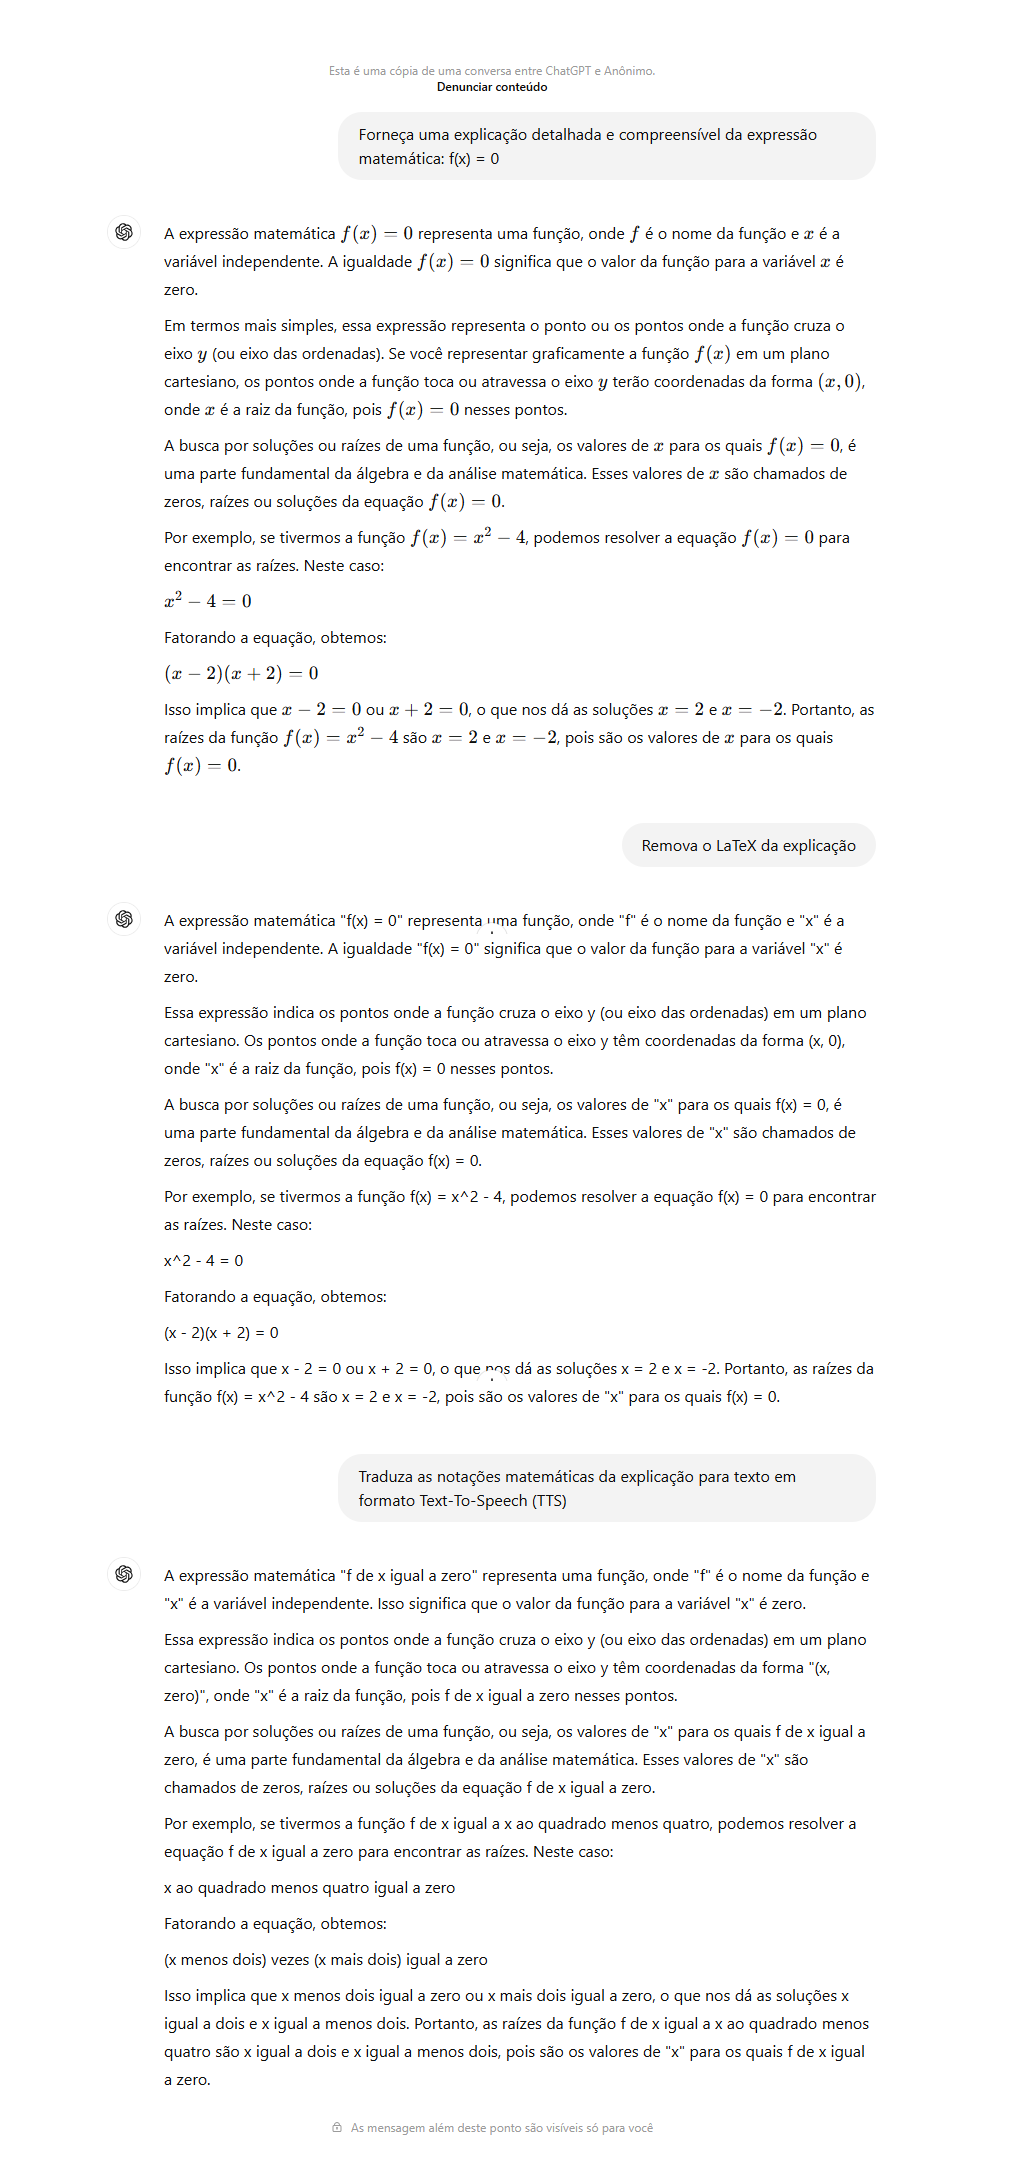 Esta é uma cópia de uma conversa entre ChatGPT e Anônimo.
Denunciar conteúdo
Forneça uma explicação detalhada e compreensível da expressão
matemática: f(x) = 0
A expressão matemática f(x) = 0 representa uma função, onde f é o nome da função e x é a
variável independente. A igualdade f(x) = 0 significa que o valor da função para a variável x é
zero.
Em termos mais simples, essa expressão representa o ponto ou os pontos onde a função cruza o
eixo y (ou eixo das ordenadas). Se você representar graficamente a função f(x) em um plano
cartesiano, os pontos onde a função toca ou atravessa o eixo y terão coordenadas da forma (x, 0),
onde x é a raiz da função, pois f(x) = 0 nesses pontos.
A busca por soluções ou raízes de uma função, ou seja, os valores de x para os quais f(x) = 0, é
uma parte fundamental da álgebra e da análise matemática. Esses valores de x são chamados de
zeros, raízes ou soluções da equação f(x) = 0.
Por exemplo, se tivermos a função f(x) = x² − 4, podemos resolver a equação f(x) = 0 para
encontrar as raízes. Neste caso:
x² − 4 = 0
Fatorando a equação, obtemos:
(x − 2)(x + 2) = 0
Isso implica que x − 2 = 0 ou x + 2 = 0, o que nos dá as soluções x = 2 e x = −2. Portanto, as
raízes da função f(x) = x² − 4 são x = 2 e x = −2, pois são os valores de x para os quais
f(x) = 0.
Remova o LaTeX da explicação
A expressão matemática "f(x) = 0" representa uma função, onde "f" é o nome da função e "x" é a
variável independente. A igualdade "f(x) = 0" significa que o valor da função para a variável "x" é
zero.
Essa expressão indica os pontos onde a função cruza o eixo y (ou eixo das ordenadas) em um plano
cartesiano. Os pontos onde a função toca ou atravessa o eixo y têm coordenadas da forma (x, 0),
onde "x" é a raiz da função, pois f(x) = 0 nesses pontos.
A busca por soluções ou raízes de uma função, ou seja, os valores de "x" para os quais f(x) = 0, é
uma parte fundamental da álgebra e da análise matemática. Esses valores de "x" são chamados de
zeros, raízes ou soluções da equação f(x) = 0.
Por exemplo, se tivermos a função f(x) = x^2 - 4, podemos resolver a equação f(x) = 0 para encontrar
as raízes. Neste caso:
x^2 - 4 = 0
Fatorando a equação, obtemos:
(x - 2)(x + 2) = 0
Isso implica que x - 2 = 0 ou x + 2 = 0, o que nos dá as soluções x = 2 e x = -2. Portanto, as raízes da
função f(x) = x^2 - 4 são x = 2 e x = -2, pois são os valores de "x" para os quais f(x) = 0.
Traduza as notações matemáticas da explicação para texto em
formato Text-To-Speech (TTS)
A expressão matemática "f de x igual a zero" representa uma função, onde "f" é o nome da função e
"x" é a variável independente. Isso significa que o valor da função para a variável "x" é zero.
Essa expressão indica os pontos onde a função cruza o eixo y (ou eixo das ordenadas) em um plano
cartesiano. Os pontos onde a função toca ou atravessa o eixo y têm coordenadas da forma "(x,
zero)", onde "x" é a raiz da função, pois f de x igual a zero nesses pontos.
A busca por soluções ou raízes de uma função, ou seja, os valores de "x" para os quais f de x igual a
zero, é uma parte fundamental da álgebra e da análise matemática. Esses valores de "x" são
chamados de zeros, raízes ou soluções da equação f de x igual a zero.
Por exemplo, se tivermos a função f de x igual a x ao quadrado menos quatro, podemos resolver a
equação f de x igual a zero para encontrar as raízes. Neste caso:
x ao quadrado menos quatro igual a zero
Fatorando a equação, obtemos:
(x menos dois) vezes (x mais dois) igual a zero
Isso implica que x menos dois igual a zero ou x mais dois igual a zero, o que nos dá as soluções x
igual a dois e x igual a menos dois. Portanto, as raízes da função f de x igual a x ao quadrado menos
quatro são x igual a dois e x igual a menos dois, pois são os valores de "x" para os quais f de x igual
a zero.
As mensagem além deste ponto são visíveis só para você